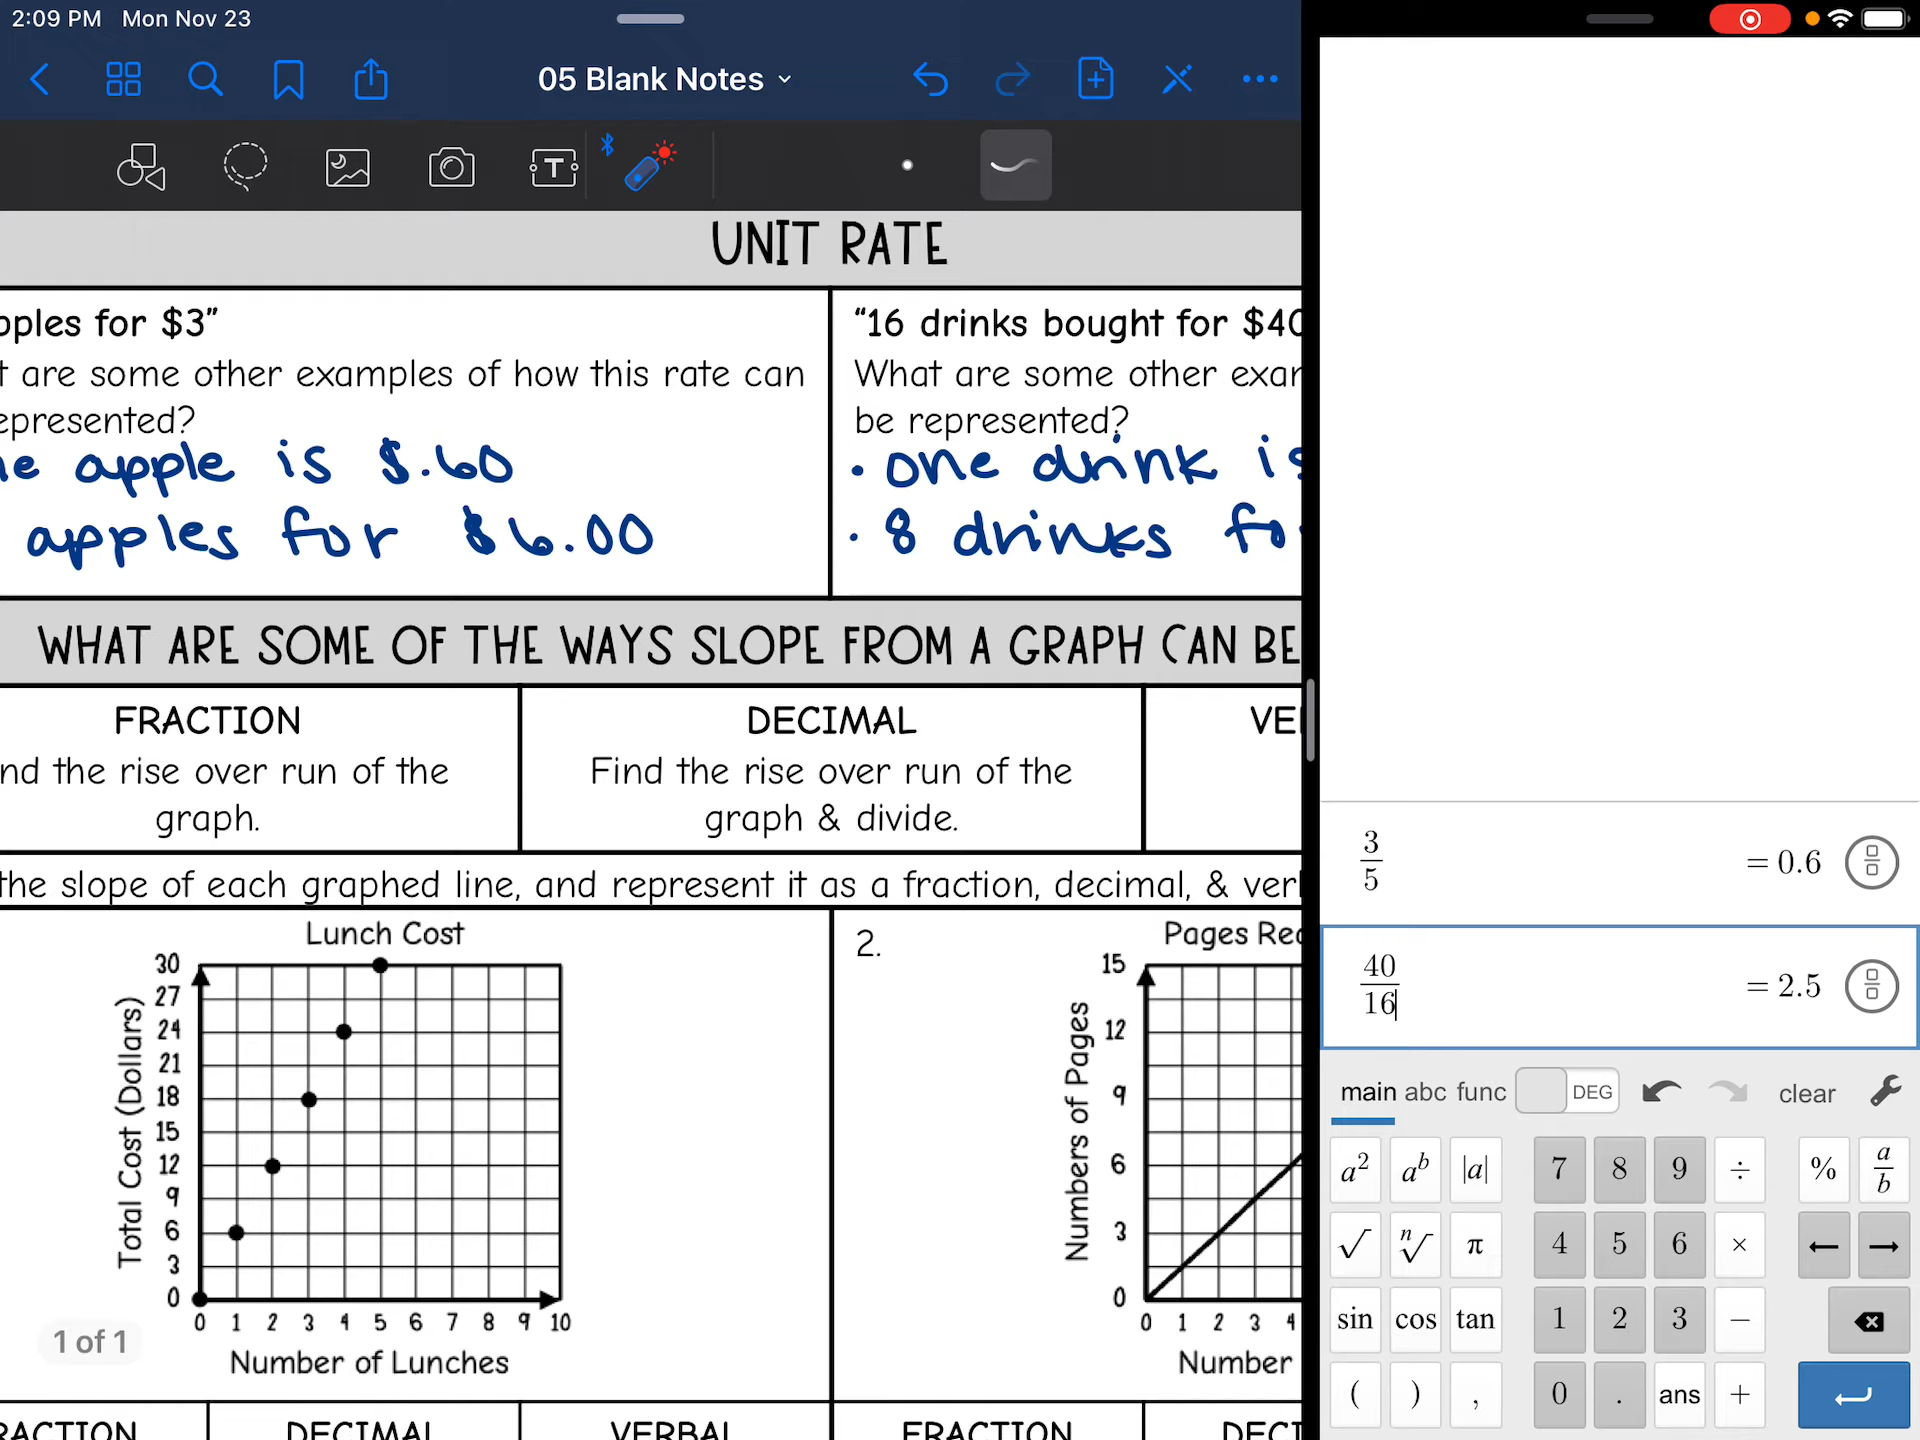 2:09 PM Mon Nov 23
05 Blank Notes
T
UNIT RATE
pples for $3”
t are some other examples of how this rate can
epresented?
ne apple is $.60
apples for $6.00
“16 drinks bought for $40
What are some other exam
be represented?
· one drink is
· 8 drinks fo
WHAT ARE SOME OF THE WAYS SLOPE FROM A GRAPH CAN BE
FRACTION
nd the rise over run of the
graph.
DECIMAL
Find the rise over run of the
graph & divide.
VE
the slope of each graphed line, and represent it as a fraction, decimal, & verb
Lunch Cost
Total Cost (Dollars)
30
27
24
21
18
15
12
9
6
3
0
0 1 2 3 4 5 6 7 8 9 10
Number of Lunches
1 of 1
2.
Pages Rea
Numbers of Pages
15
12
9
6
3
0
0 1 2 3 4
Number
RACTION
DECIMAL
VERBAL
FRACTION
DECI
3/5 = 0.6
40/16 = 2.5
main abc func DEG clear
a² aᵇ |a| 7 8 9 ÷ % a/b
√ ⁿ√ π 4 5 6 × ← →
sin cos tan 1 2 3 −
( ) , 0 . ans +